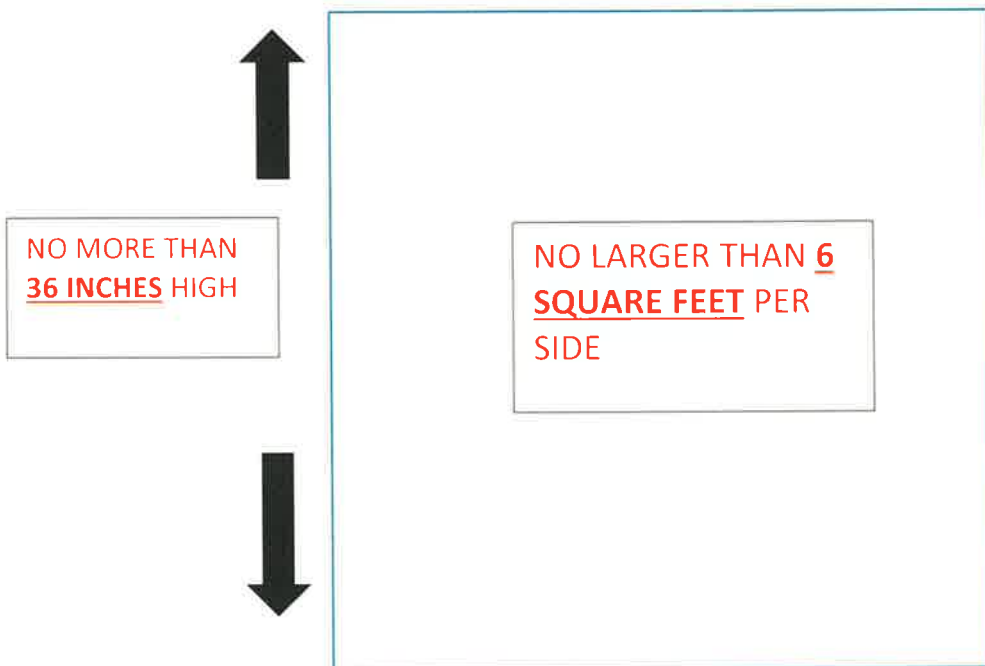 NO MORE THAN
36 INCHES HIGH
NO LARGER THAN 6
SQUARE FEET PER
SIDE